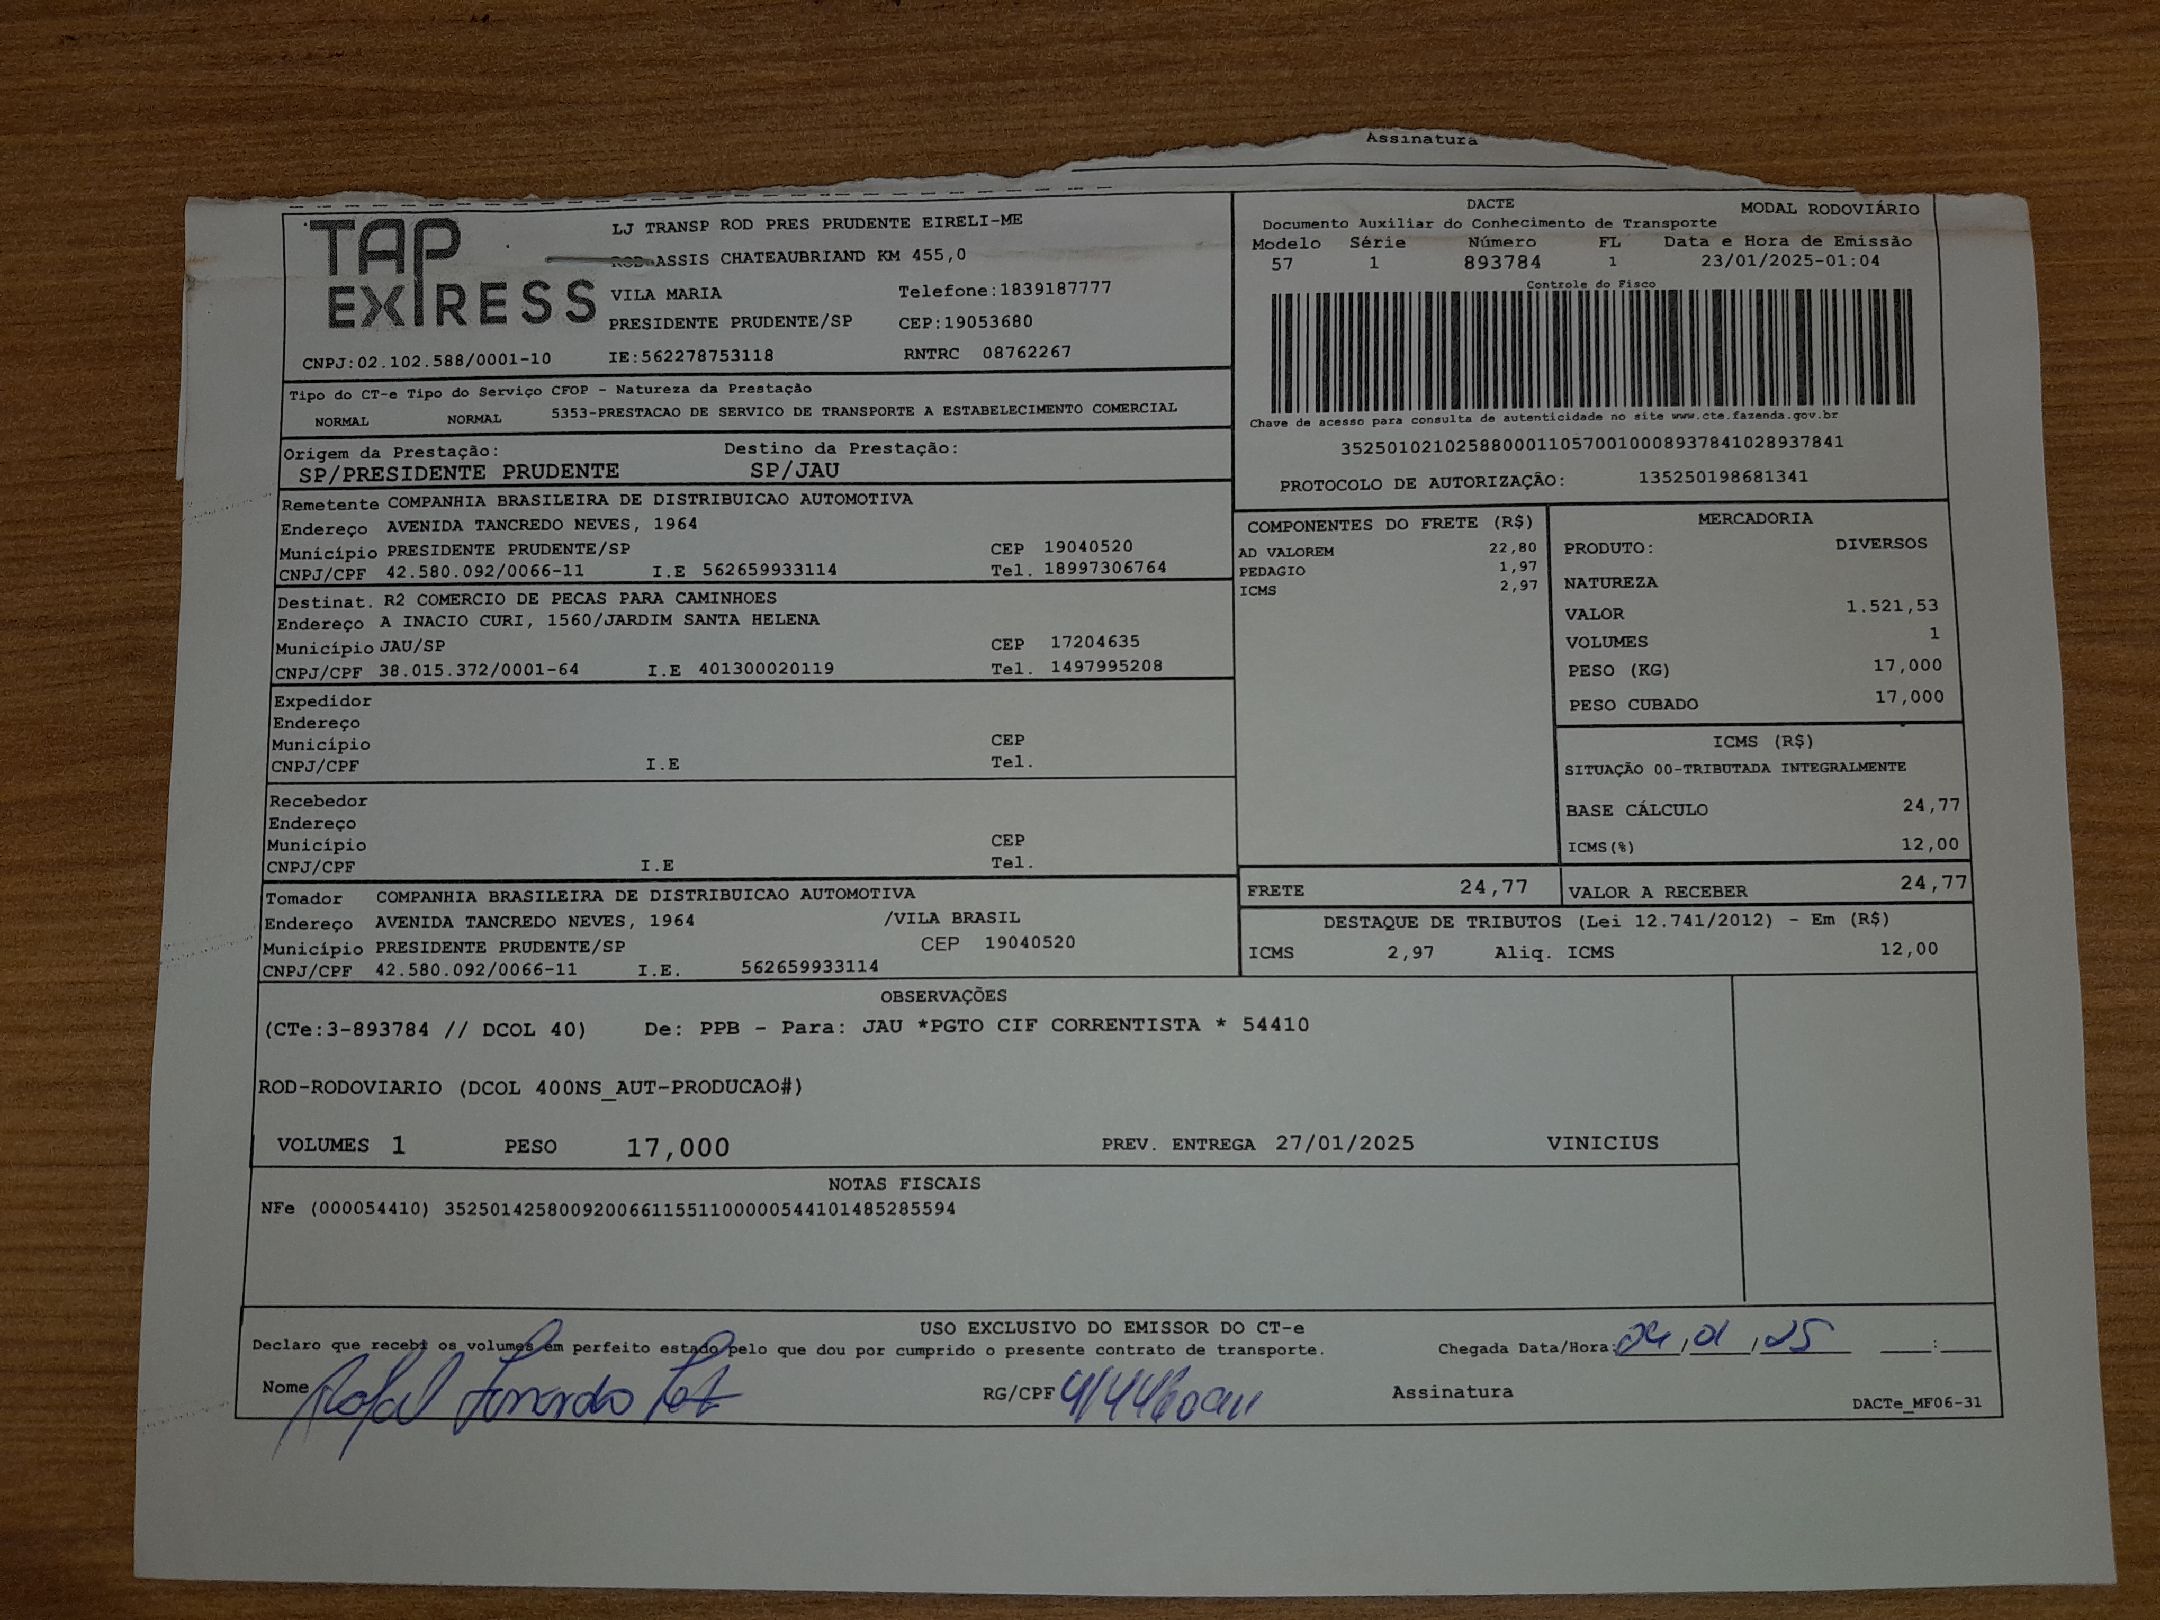 Assinatura
TAP EXPRESS
LJ TRANSP ROD PRES PRUDENTE EIRELI-ME
ROD ASSIS CHATEAUBRIAND KM 455,0
VILA MARIA Telefone:1839187777
PRESIDENTE PRUDENTE/SP CEP:19053680
CNPJ:02.102.588/0001-10 IE:562278753118 RNTRC 08762267
DACTE MODAL RODOVIÁRIO
Documento Auxiliar do Conhecimento de Transporte
Modelo Série Número FL Data e Hora de Emissão
57 1 893784 1 23/01/2025-01:04
Controle do Fisco
Chave de acesso para consulta de autenticidade no site www.cte.fazenda.gov.br
35250102102588000110570010008937841028937841
PROTOCOLO DE AUTORIZAÇÃO: 135250198681341
Tipo do CT-e Tipo do Serviço CFOP - Natureza da Prestação
NORMAL NORMAL 5353-PRESTACAO DE SERVICO DE TRANSPORTE A ESTABELECIMENTO COMERCIAL
Origem da Prestação: Destino da Prestação:
SP/PRESIDENTE PRUDENTE SP/JAU
Remetente COMPANHIA BRASILEIRA DE DISTRIBUICAO AUTOMOTIVA
Endereço AVENIDA TANCREDO NEVES, 1964
Município PRESIDENTE PRUDENTE/SP CEP 19040520
CNPJ/CPF 42.580.092/0066-11 I.E 562659933114 Tel. 18997306764
Destinat. R2 COMERCIO DE PECAS PARA CAMINHOES
Endereço A INACIO CURI, 1560/JARDIM SANTA HELENA
Município JAU/SP CEP 17204635
CNPJ/CPF 38.015.372/0001-64 I.E 401300020119 Tel. 1497995208
Expedidor
Endereço
Município CEP
CNPJ/CPF I.E Tel.
Recebedor
Endereço
Município CEP
CNPJ/CPF I.E Tel.
Tomador COMPANHIA BRASILEIRA DE DISTRIBUICAO AUTOMOTIVA
Endereço AVENIDA TANCREDO NEVES, 1964 /VILA BRASIL
Município PRESIDENTE PRUDENTE/SP CEP 19040520
CNPJ/CPF 42.580.092/0066-11 I.E. 562659933114
COMPONENTES DO FRETE (R$)
AD VALOREM 22,80
PEDAGIO 1,97
ICMS 2,97
MERCADORIA
PRODUTO: DIVERSOS
NATUREZA
VALOR 1.521,53
VOLUMES 1
PESO (KG) 17,000
PESO CUBADO 17,000
ICMS (R$)
SITUAÇÃO 00-TRIBUTADA INTEGRALMENTE
BASE CÁLCULO 24,77
ICMS(%) 12,00
FRETE 24,77 VALOR A RECEBER 24,77
DESTAQUE DE TRIBUTOS (Lei 12.741/2012) - Em (R$)
ICMS 2,97 Aliq. ICMS 12,00
OBSERVAÇÕES
(CTe:3-893784 // DCOL 40) De: PPB - Para: JAU *PGTO CIF CORRENTISTA * 54410
ROD-RODOVIARIO (DCOL 400NS_AUT-PRODUCAO#)
VOLUMES 1 PESO 17,000 PREV. ENTREGA 27/01/2025 VINICIUS
NOTAS FISCAIS
NFe (000054410) 35250142580092006611551100000544101485285594
USO EXCLUSIVO DO EMISSOR DO CT-e
Declaro que recebi os volumes em perfeito estado pelo que dou por cumprido o presente contrato de transporte. Chegada Data/Hora: 24,01,25 :
Nome RG/CPF Assinatura
DACTe_MF06-31